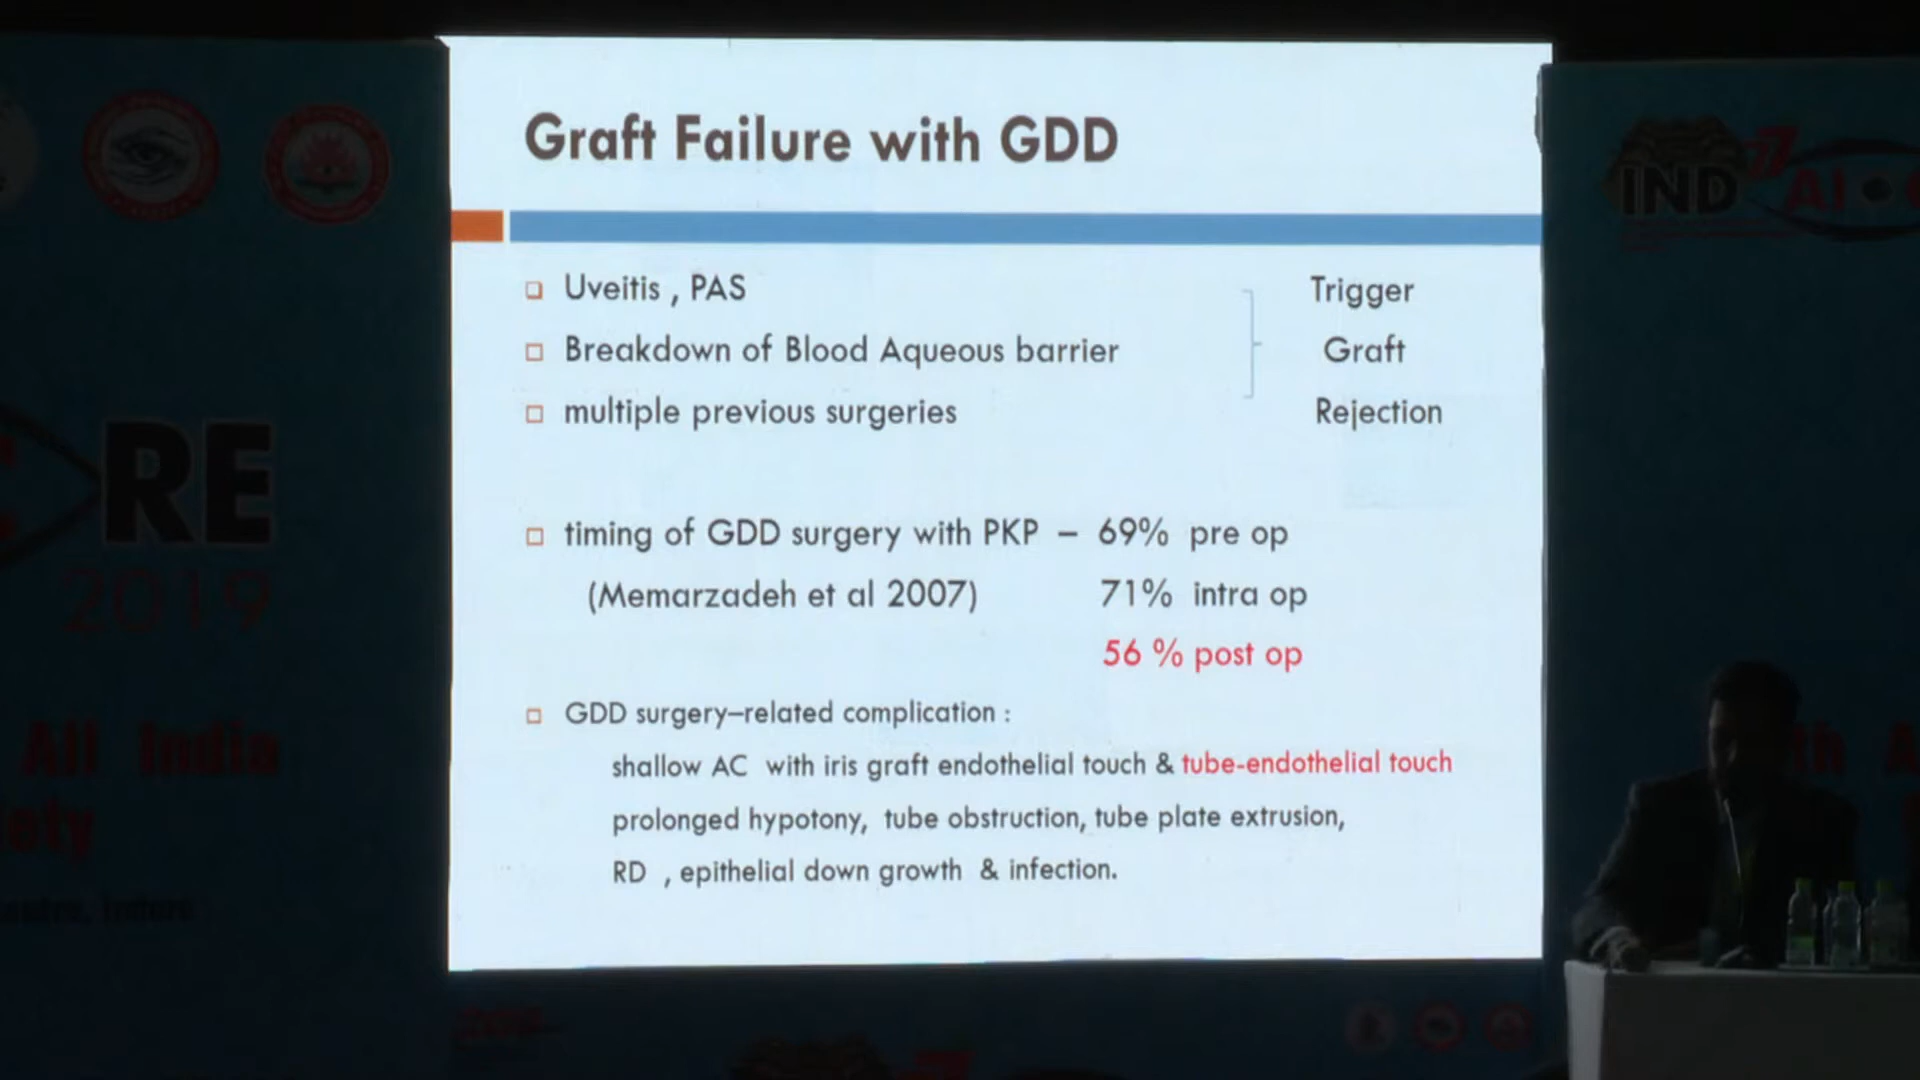 Graft Failure with GDD
Uveitis , PAS
Trigger
Breakdown of Blood Aqueous barrier
Graft
multiple previous surgeries
Rejection
timing of GDD surgery with PKP – 69% pre op
(Memarzadeh et al 2007) 71% intra op
56 % post op
GDD surgery–related complication :
shallow AC with iris graft endothelial touch & tube-endothelial touch
prolonged hypotony, tube obstruction, tube plate extrusion,
RD , epithelial down growth & infection.
RE
2019
All India
IND
77